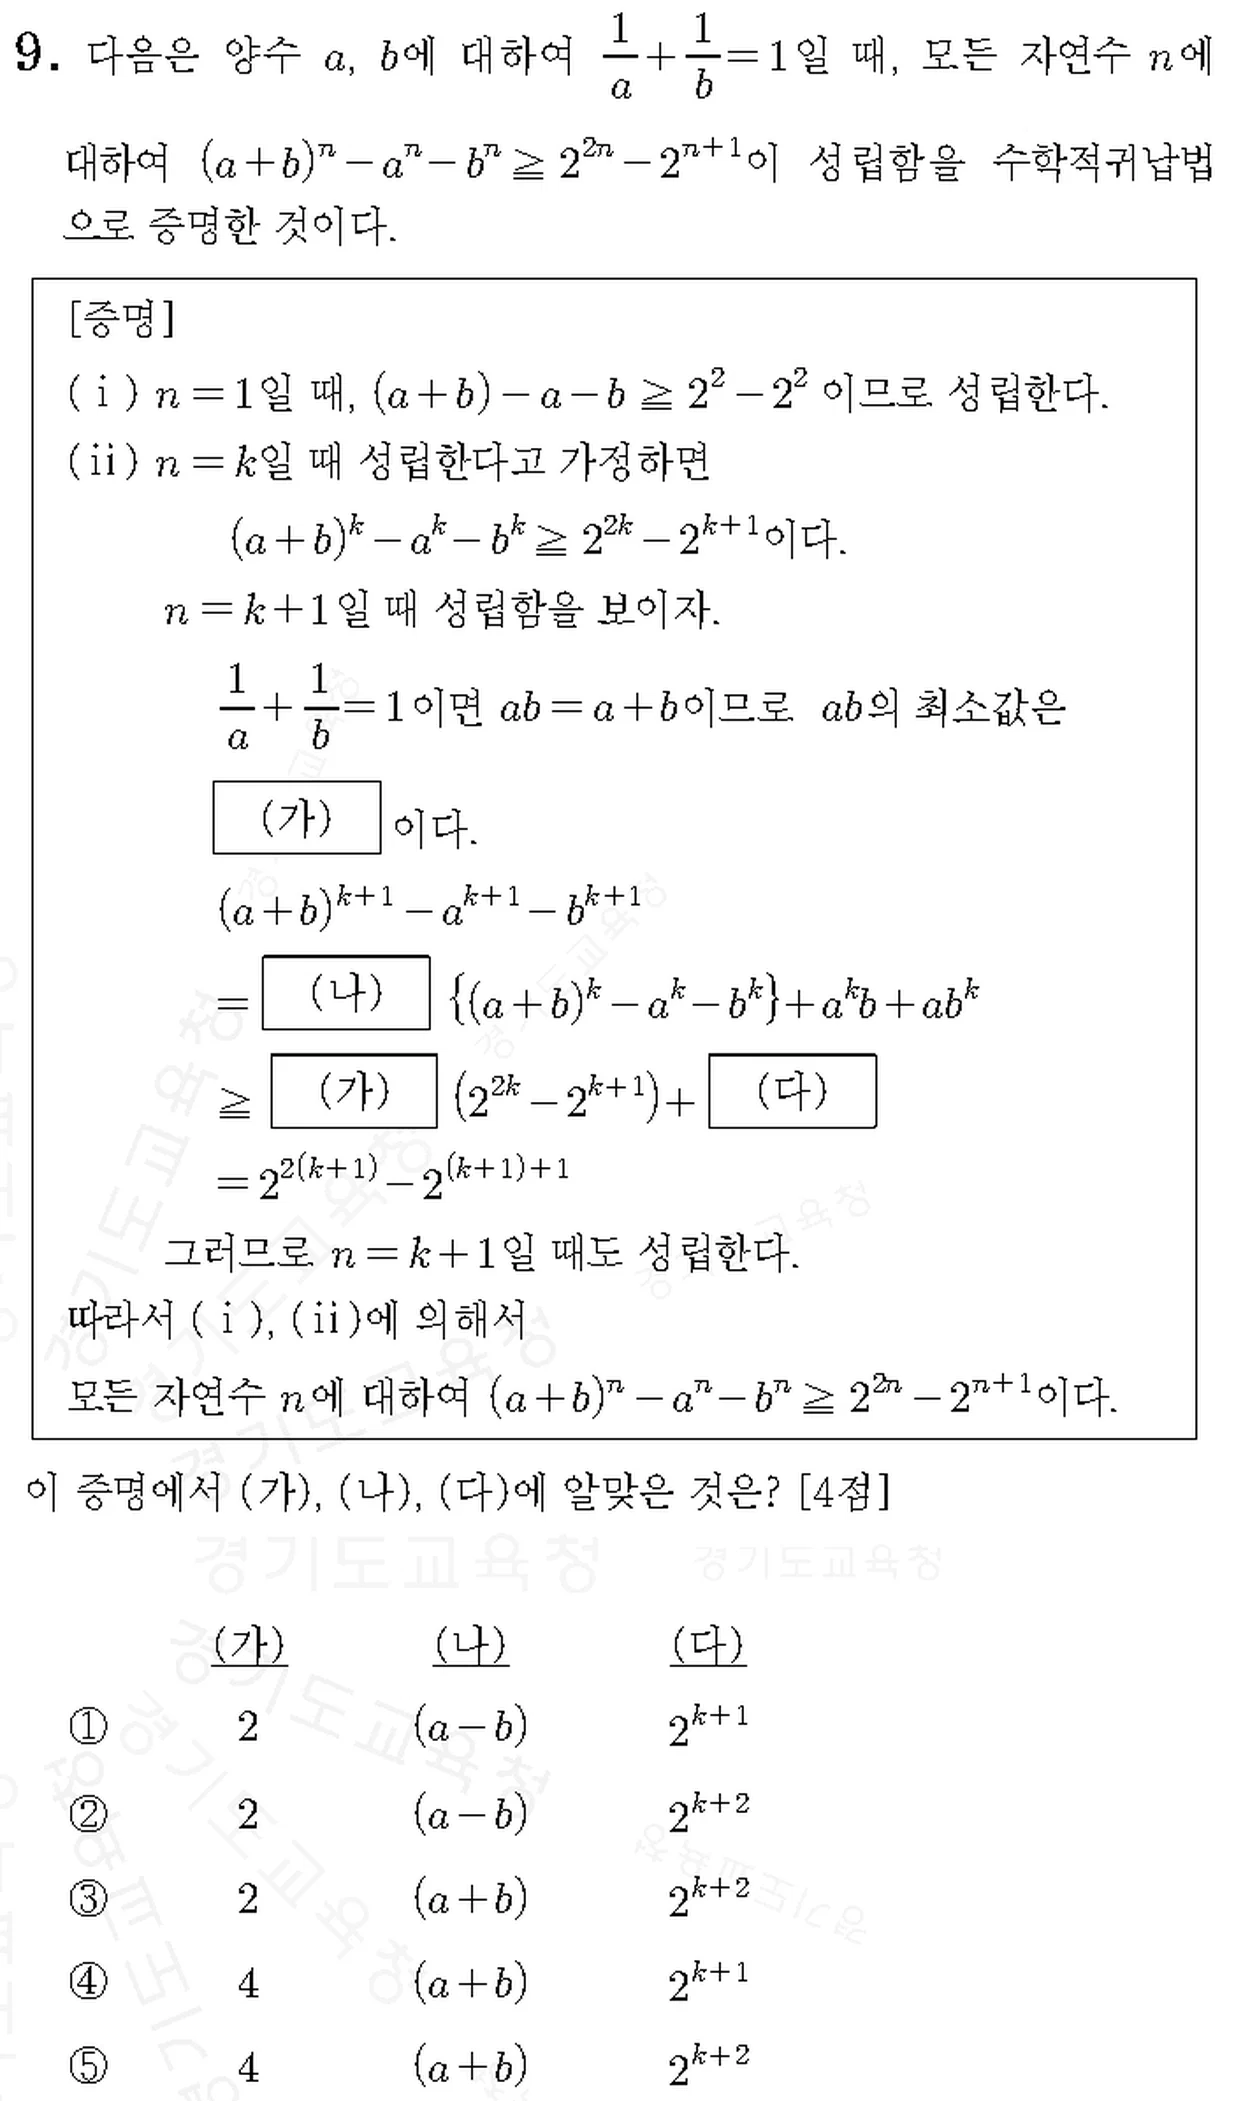 9. 다음은 양수 a, b에 대하여 1/a + 1/b = 1일 때, 모든 자연수 n에
대하여 (a+b)^n − a^n − b^n ≧ 2^{2n} − 2^{n+1}이 성립함을 수학적귀납법
으로 증명한 것이다.
[증명]
(ⅰ) n = 1일 때, (a+b) − a − b ≧ 2^2 − 2^2 이므로 성립한다.
(ⅱ) n = k일 때 성립한다고 가정하면
(a+b)^k − a^k − b^k ≧ 2^{2k} − 2^{k+1}이다.
n = k+1일 때 성립함을 보이자.
1/a + 1/b = 1이면 ab = a+b이므로 ab의 최소값은
(가) 이다.
(a+b)^{k+1} − a^{k+1} − b^{k+1}
= (나) {(a+b)^k − a^k − b^k} + a^k b + ab^k
≧ (가) (2^{2k} − 2^{k+1}) + (다)
= 2^{2(k+1)} − 2^{(k+1)+1}
그러므로 n = k+1일 때도 성립한다.
따라서 (ⅰ), (ⅱ)에 의해서
모든 자연수 n에 대하여 (a+b)^n − a^n − b^n ≧ 2^{2n} − 2^{n+1}이다.
이 증명에서 (가), (나), (다)에 알맞은 것은? [4점]
경기도교육청 경기도교육청
(가) (나) (다)
① 2 (a−b) 2^{k+1}
② 2 (a−b) 2^{k+2}
③ 2 (a+b) 2^{k+2}
④ 4 (a+b) 2^{k+1}
⑤ 4 (a+b) 2^{k+2}